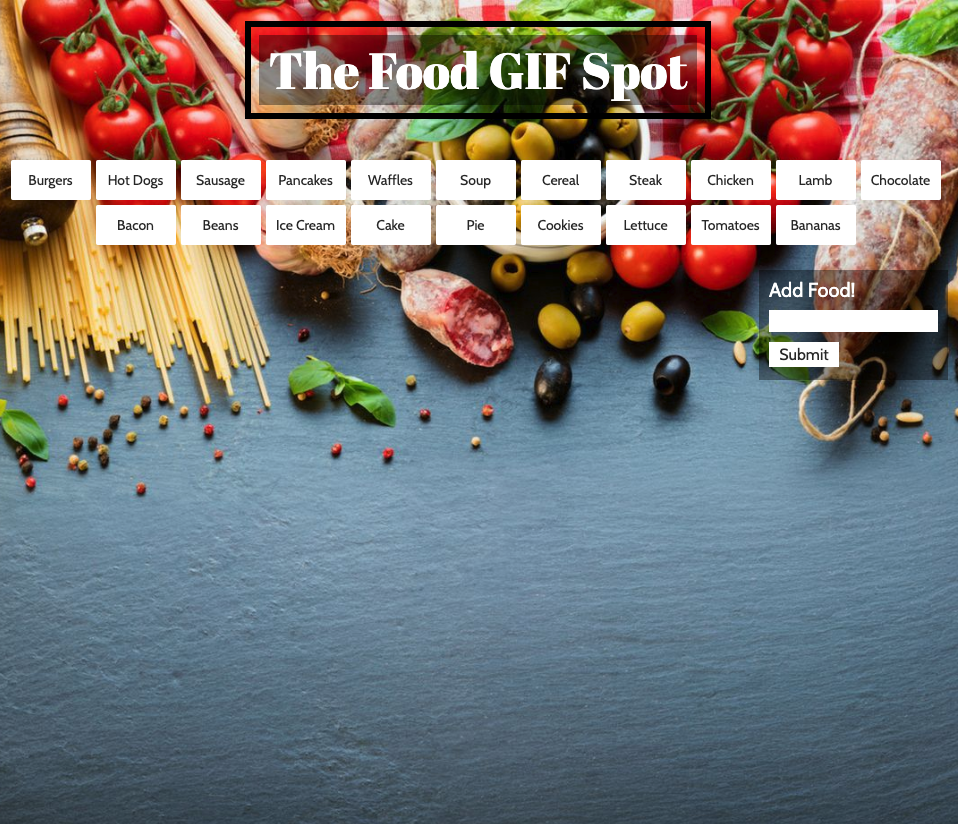 The Food GIF Spot
Burgers Hot Dogs Sausage Pancakes Waffles Soup Cereal Steak Chicken Lamb Chocolate
Bacon Beans Ice Cream Cake Pie Cookies Lettuce Tomatoes Bananas
Add Food!
Submit